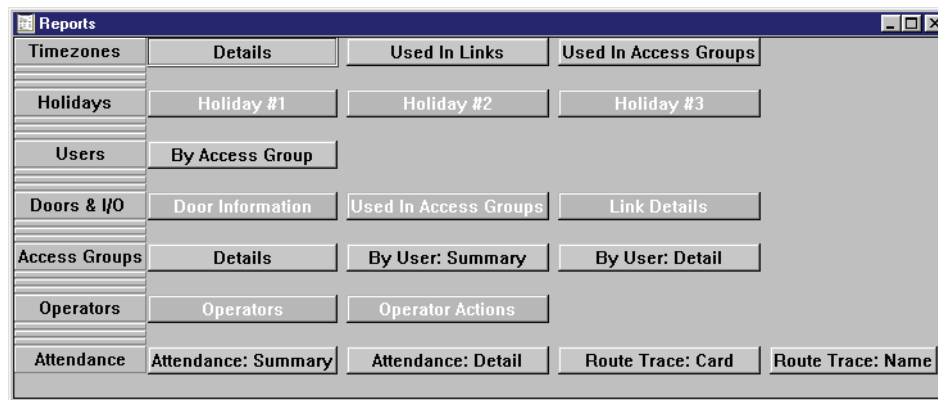 Reports
Timezones Details Used In Links Used In Access Groups
Holidays Holiday #1 Holiday #2 Holiday #3
Users By Access Group
Doors & I/O Door Information Used In Access Groups Link Details
Access Groups Details By User: Summary By User: Detail
Operators Operators Operator Actions
Attendance Attendance: Summary Attendance: Detail Route Trace: Card Route Trace: Name